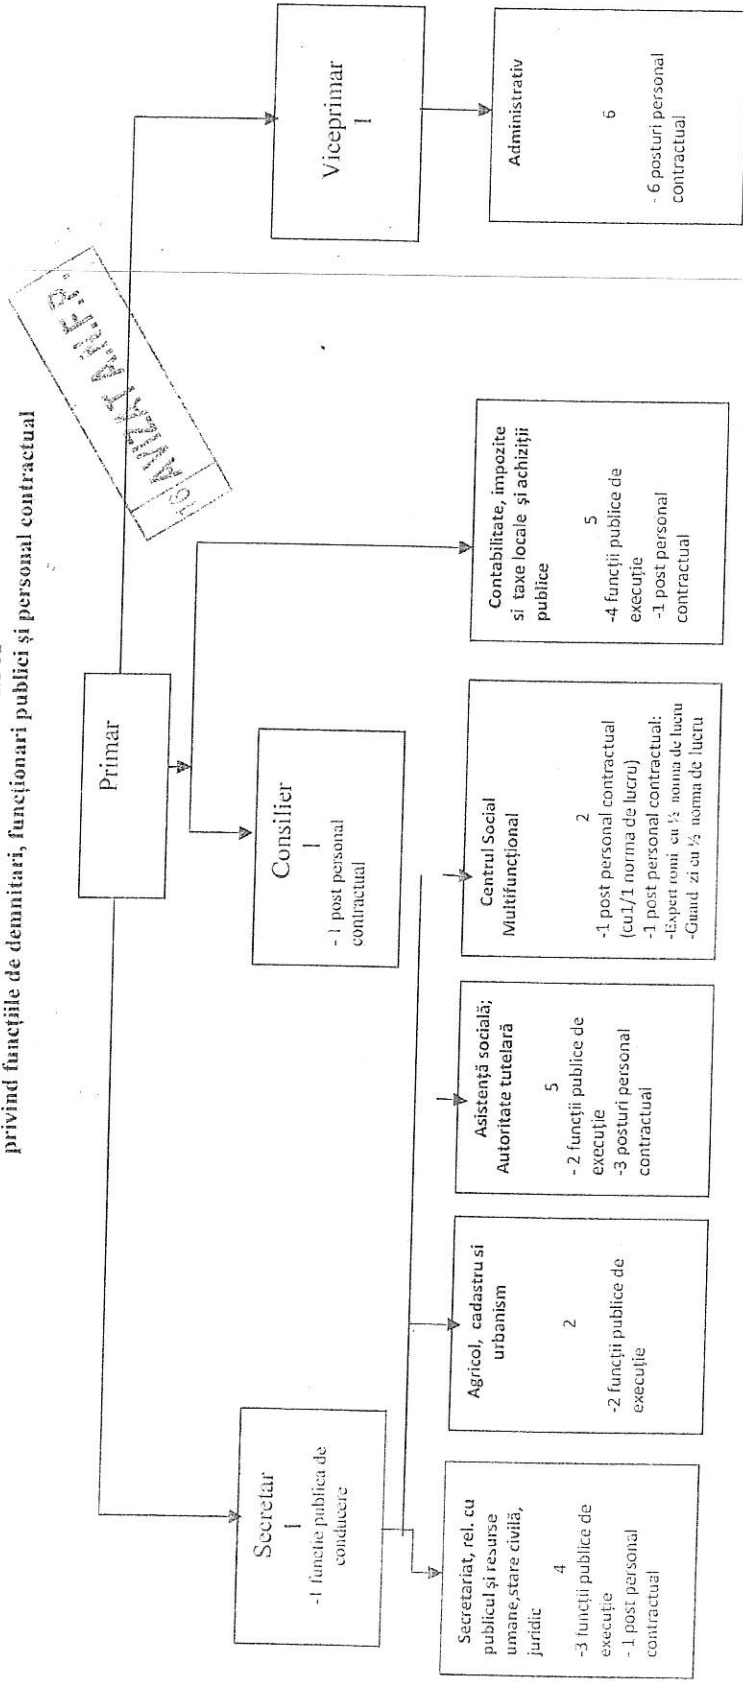 privind funcțiile de demnitari, funcționari publici și personal contractual
AVIZAT A.N.F.P.
Primar
Secretar
1
-1 functie publica de
conducere
Consilier
1
- 1 post personal
contractual
Viceprimar
1
Secretariat, rel. cu
publicul și resurse
umane,stare civilă,
juridic
4
-3 funcții publice de
execuție
- 1 post personal
contractual
Agricol, cadastru si
urbanism
2
-2 funcții publice de
execuție
Asistență socială;
Autoritate tutelară
5
- 2 funcții publice de
execuție
-3 posturi personal
contractual
Centrul Social
Multifuncțional
2
-1 post personal contractual
(cu1/1 norma de lucru)
-1 post personal contractual:
-Expert romi cu ½ norma de lucru
-Guard zi cu ½ norma de lucru
Contabilitate, impozite
si taxe locale și achiziții
publice
5
-4 funcții publice de
execuție
-1 post personal
contractual
Administrativ
6
- 6 posturi personal
contractual